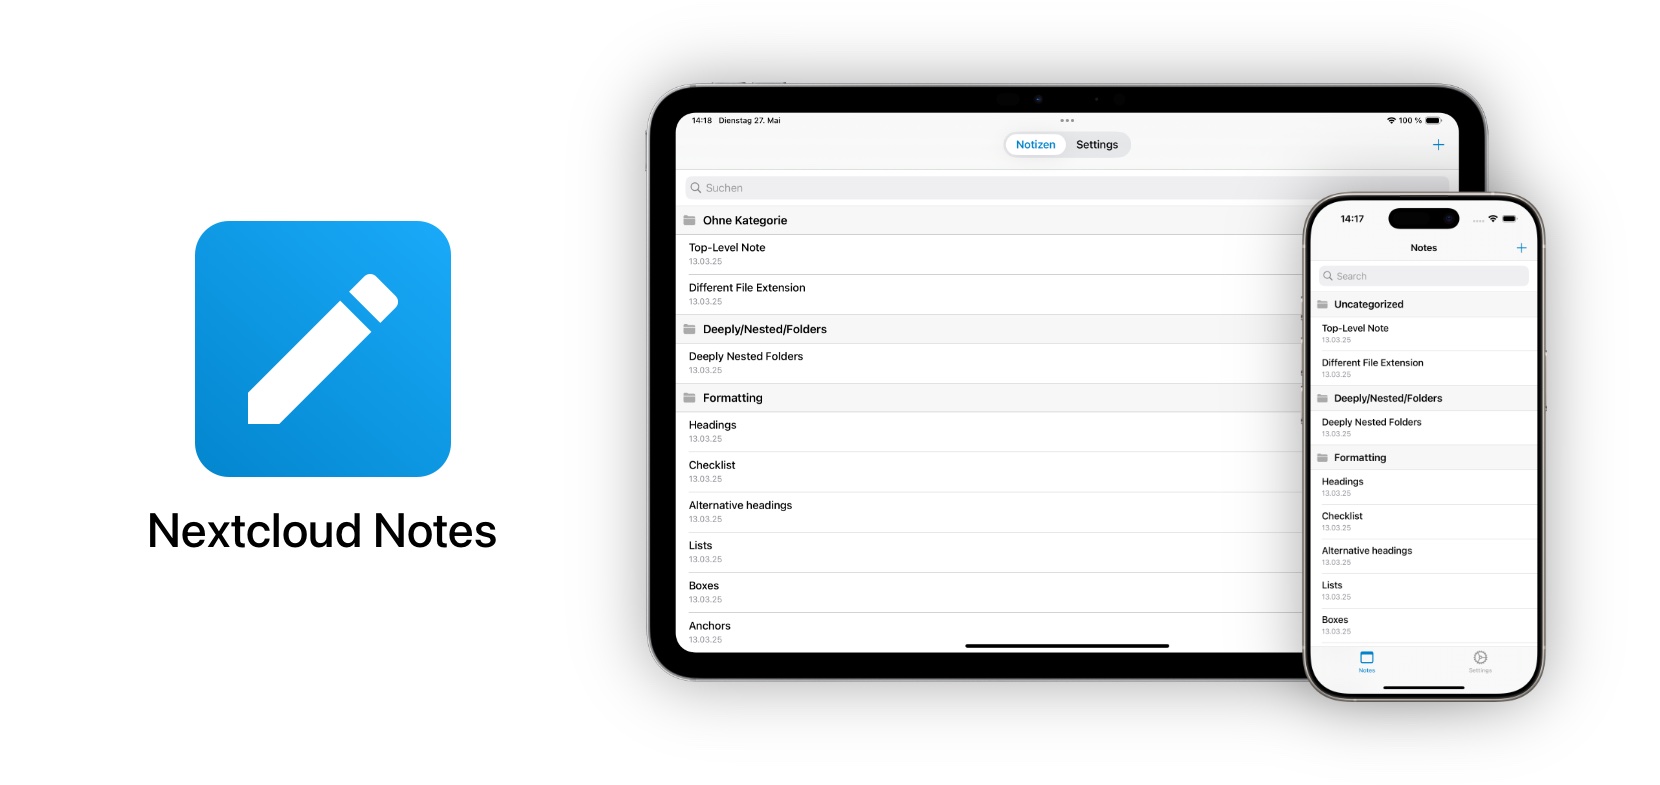 Nextcloud Notes
14:18 Dienstag 27. Mai
100 %
Notizen Settings
Suchen
Ohne Kategorie
Top-Level Note
13.03.25
Different File Extension
13.03.25
Deeply/Nested/Folders
Deeply Nested Folders
13.03.25
Formatting
Headings
13.03.25
Checklist
13.03.25
Alternative headings
13.03.25
Lists
13.03.25
Boxes
13.03.25
Anchors
13.03.25
14:17
Notes
Search
Uncategorized
Top-Level Note
13.03.25
Different File Extension
13.03.25
Deeply/Nested/Folders
Deeply Nested Folders
13.03.25
Formatting
Headings
13.03.25
Checklist
13.03.25
Alternative headings
13.03.25
Lists
13.03.25
Boxes
13.03.25
Notes Settings